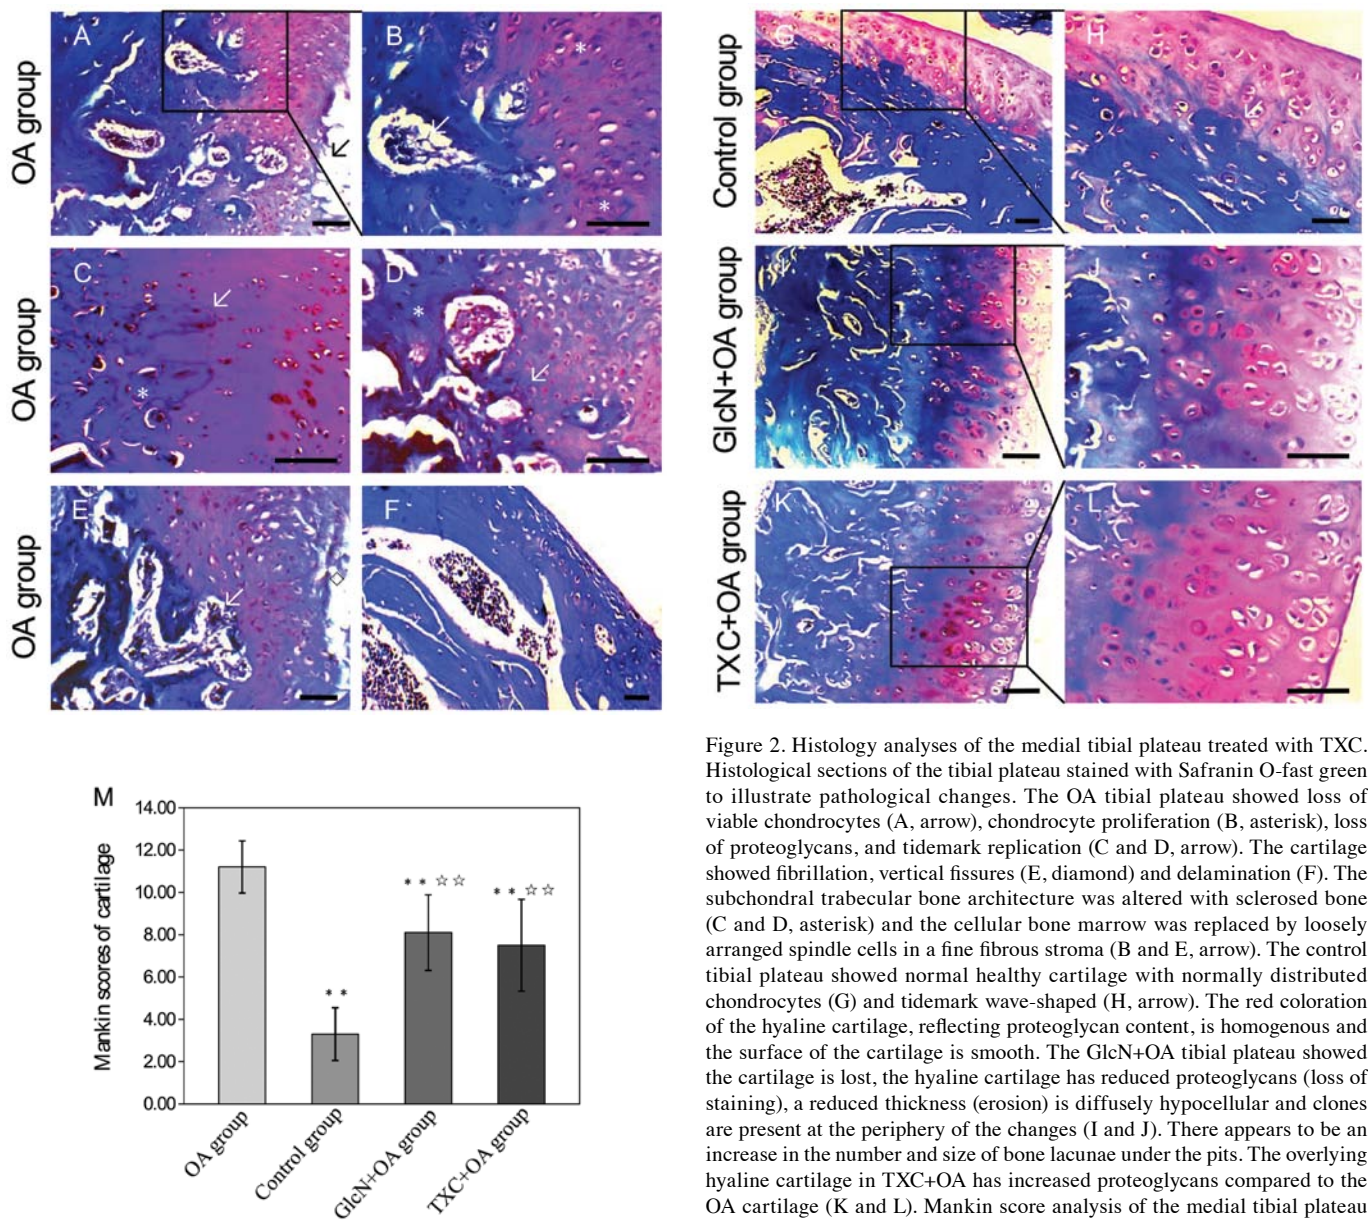 OA group
A
B
OA group
C
*
D
*
OA group
E
F
Control group
G
H
GlcN+OA group
I
J
TXC+OA group
K
L
M
Mankin scores of cartilage
14.00
12.00
10.00
8.00
6.00
4.00
2.00
0.00
* *
* * ☆☆
* * ☆☆
OA group
Control group
GlcN+OA group
TXC+OA group
Figure 2. Histology analyses of the medial tibial plateau treated with TXC.
Histological sections of the tibial plateau stained with Safranin O-fast green
to illustrate pathological changes. The OA tibial plateau showed loss of
viable chondrocytes (A, arrow), chondrocyte proliferation (B, asterisk), loss
of proteoglycans, and tidemark replication (C and D, arrow). The cartilage
showed fibrillation, vertical fissures (E, diamond) and delamination (F). The
subchondral trabecular bone architecture was altered with sclerosed bone
(C and D, asterisk) and the cellular bone marrow was replaced by loosely
arranged spindle cells in a fine fibrous stroma (B and E, arrow). The control
tibial plateau showed normal healthy cartilage with normally distributed
chondrocytes (G) and tidemark wave-shaped (H, arrow). The red coloration
of the hyaline cartilage, reflecting proteoglycan content, is homogenous and
the surface of the cartilage is smooth. The GlcN+OA tibial plateau showed
the cartilage is lost, the hyaline cartilage has reduced proteoglycans (loss of
staining), a reduced thickness (erosion) is diffusely hypocellular and clones
are present at the periphery of the changes (I and J). There appears to be an
increase in the number and size of bone lacunae under the pits. The overlying
hyaline cartilage in TXC+OA has increased proteoglycans compared to the
OA cartilage (K and L). Mankin score analysis of the medial tibial plateau